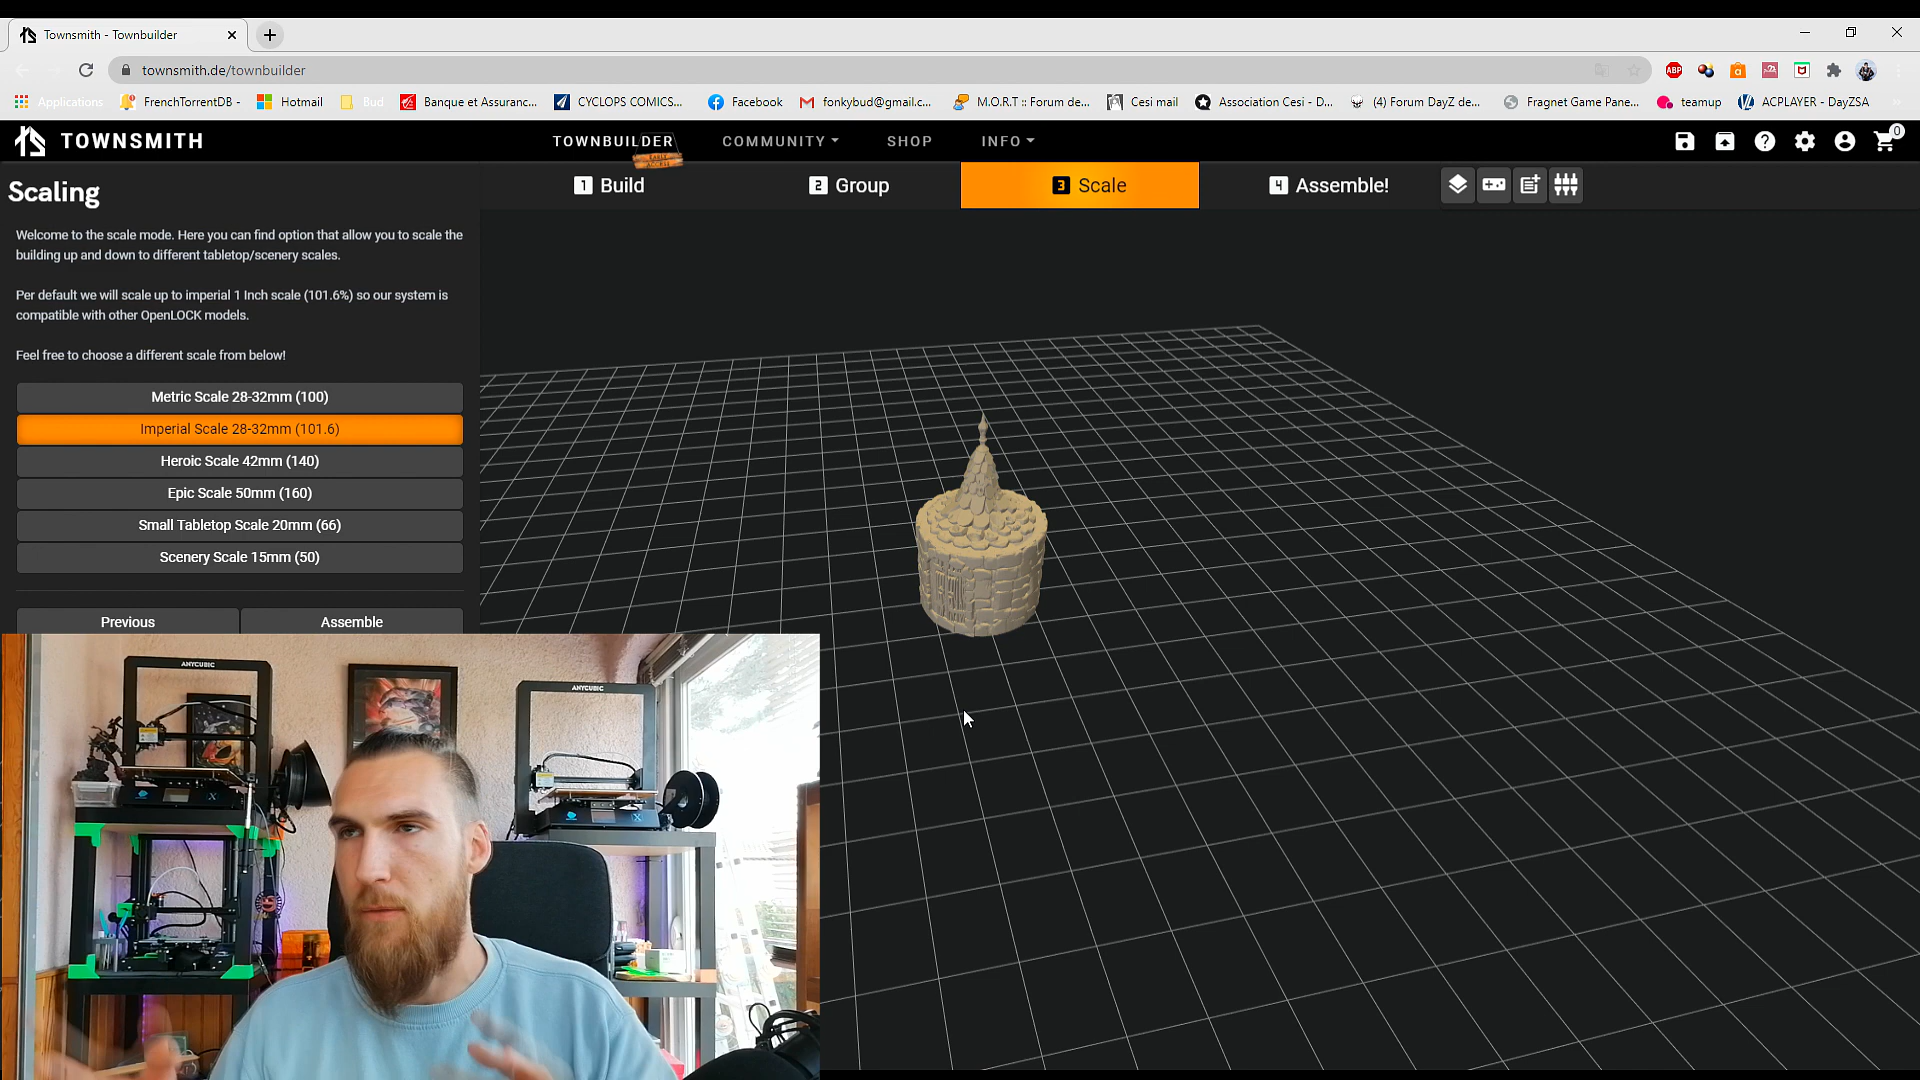 Townsmith - Townbuilder
townsmith.de/townbuilder
ABP
Applications
FrenchTorrentDB -
Hotmail
Bud
Banque et Assuranc...
CYCLOPS COMICS...
Facebook
fonkybud@gmail.c...
M.O.R.T :: Forum de...
Cesi mail
Association Cesi - D...
(4) Forum DayZ de...
Fragnet Game Pane...
teamup
ACPLAYER - DayZSA
TOWNSMITH
TOWNBUILDER
EARLY
ACCESS
COMMUNITY
SHOP
INFO
0
Scaling
1 Build
2 Group
3 Scale
4 Assemble!
Welcome to the scale mode. Here you can find option that allow you to scale the
building up and down to different tabletop/scenery scales.
Per default we will scale up to imperial 1 Inch scale (101.6%) so our system is
compatible with other OpenLOCK models.
Feel free to choose a different scale from below!
Metric Scale 28-32mm (100)
Imperial Scale 28-32mm (101.6)
Heroic Scale 42mm (140)
Epic Scale 50mm (160)
Small Tabletop Scale 20mm (66)
Scenery Scale 15mm (50)
Previous
Assemble
ANYCUBIC
ANYCUBIC
X
X